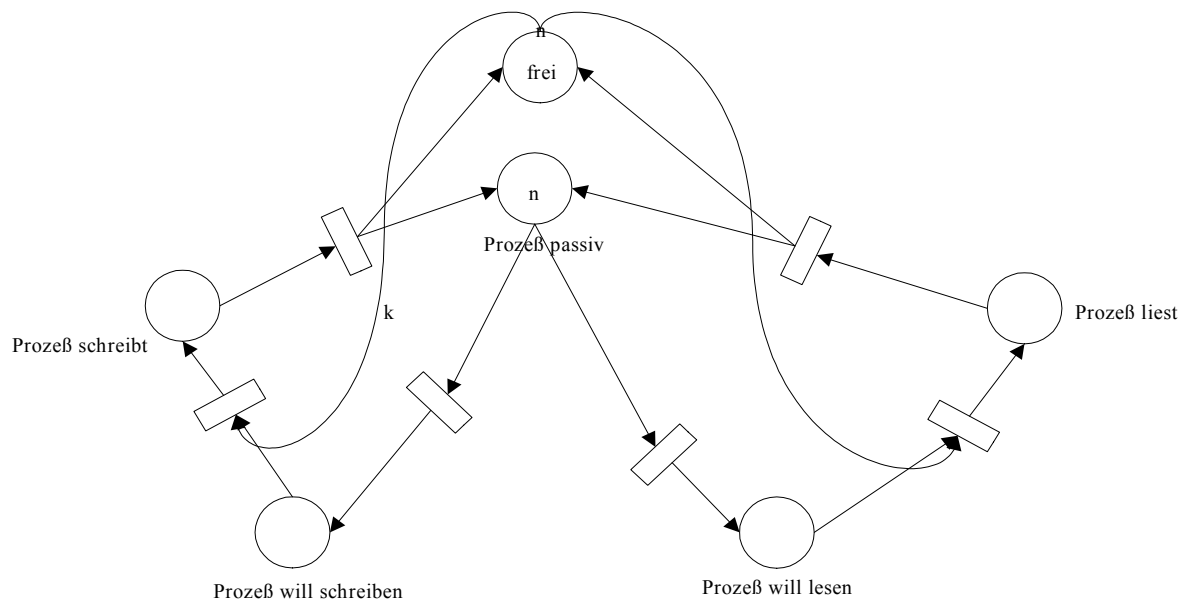 n
frei
n
Prozeß passiv
k
Prozeß liest
Prozeß schreibt
Prozeß will schreiben
Prozeß will lesen